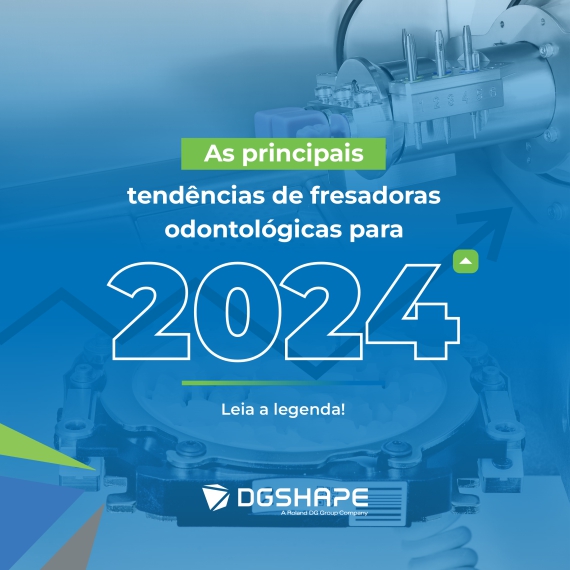 As principais
tendências de fresadoras
odontológicas para
2024
Leia a legenda!
DGSHAPE
A Roland DG Group Company